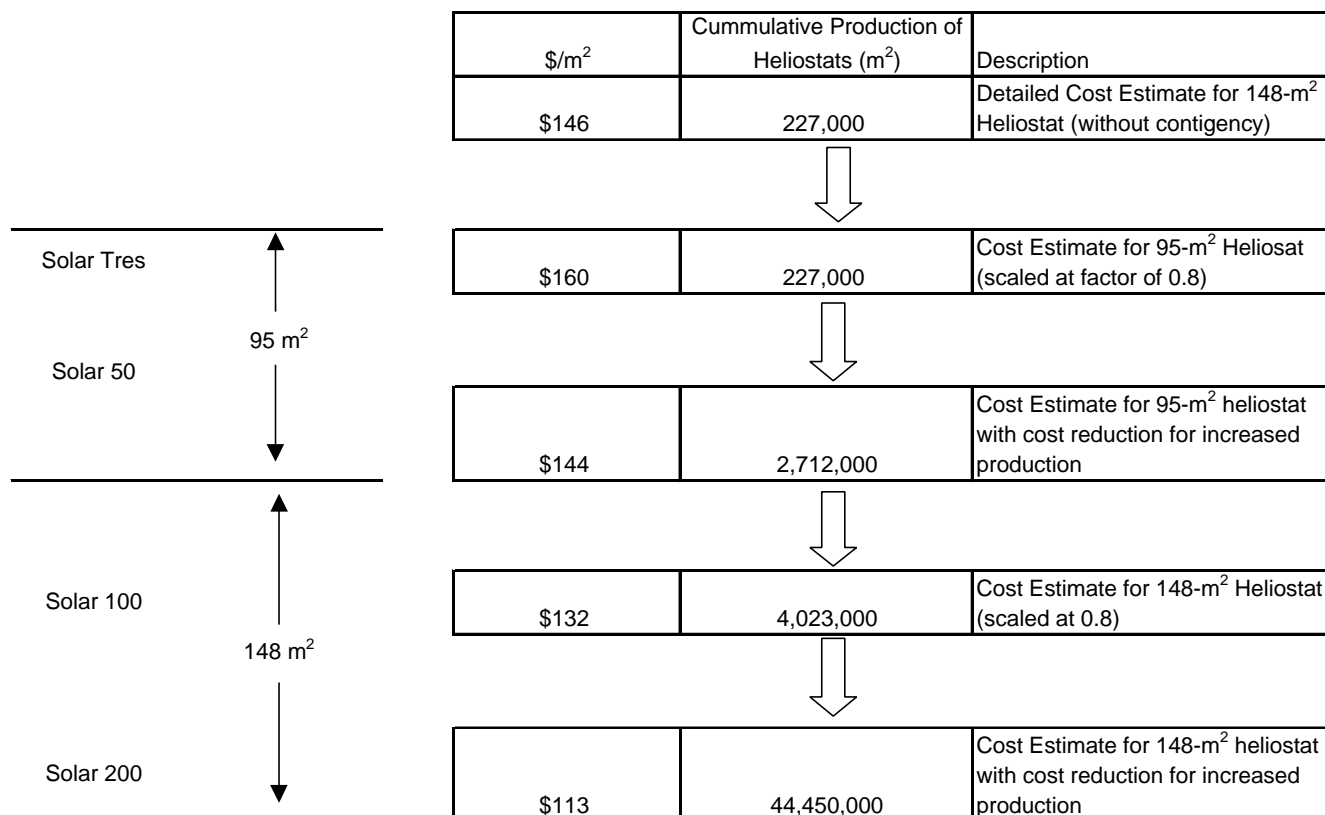 $/m²
Cummulative Production of
Heliostats (m²)
Description
$146
227,000
Detailed Cost Estimate for 148-m²
Heliostat (without contigency)
Solar Tres
95 m²
Solar 50
$160
227,000
Cost Estimate for 95-m² Heliosat
(scaled at factor of 0.8)
$144
2,712,000
Cost Estimate for 95-m² heliostat
with cost reduction for increased
production
Solar 100
148 m²
Solar 200
$132
4,023,000
Cost Estimate for 148-m² Heliostat
(scaled at 0.8)
$113
44,450,000
Cost Estimate for 148-m² heliostat
with cost reduction for increased
production